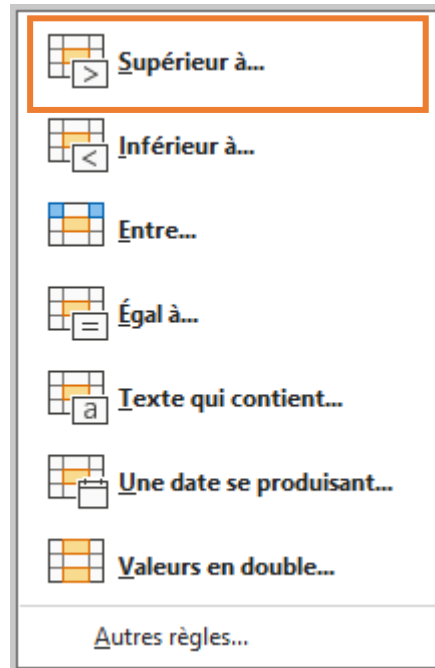 Supérieur à...
Inférieur à...
Entre...
Égal à...
Texte qui contient...
Une date se produisant...
Valeurs en double...
Autres règles...